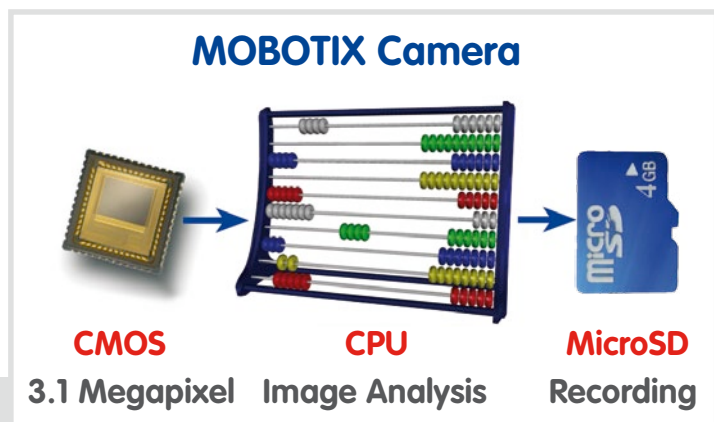 MOBOTIX Camera
4GB
micro
SD
CMOS
CPU
MicroSD
3.1 Megapixel
Image Analysis
Recording